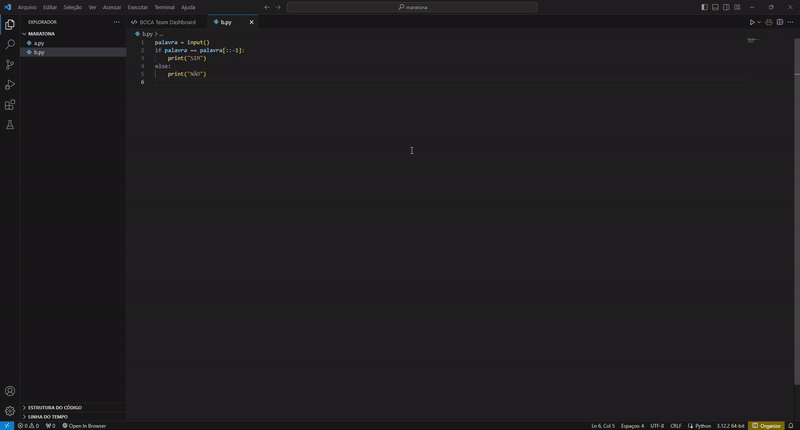 Arquivo Editar Seleção Ver Acessar Executar Terminal Ajuda
maratona
EXPLORADOR
BOCA Team Dashboard
b.py
MARATONA
a.py
b.py
b.py > ...
1 palavra = input()
2 if palavra == palavra[::-1]:
3 print("SIM")
4 else:
5 print("NÃO")
6
ESTRUTURA DO CÓDIGO
LINHA DO TEMPO
0 0 0 Open In Browser
Ln 6, Col 5 Espaços: 4 UTF-8 CRLF Python 3.12.2 64-bit Organize